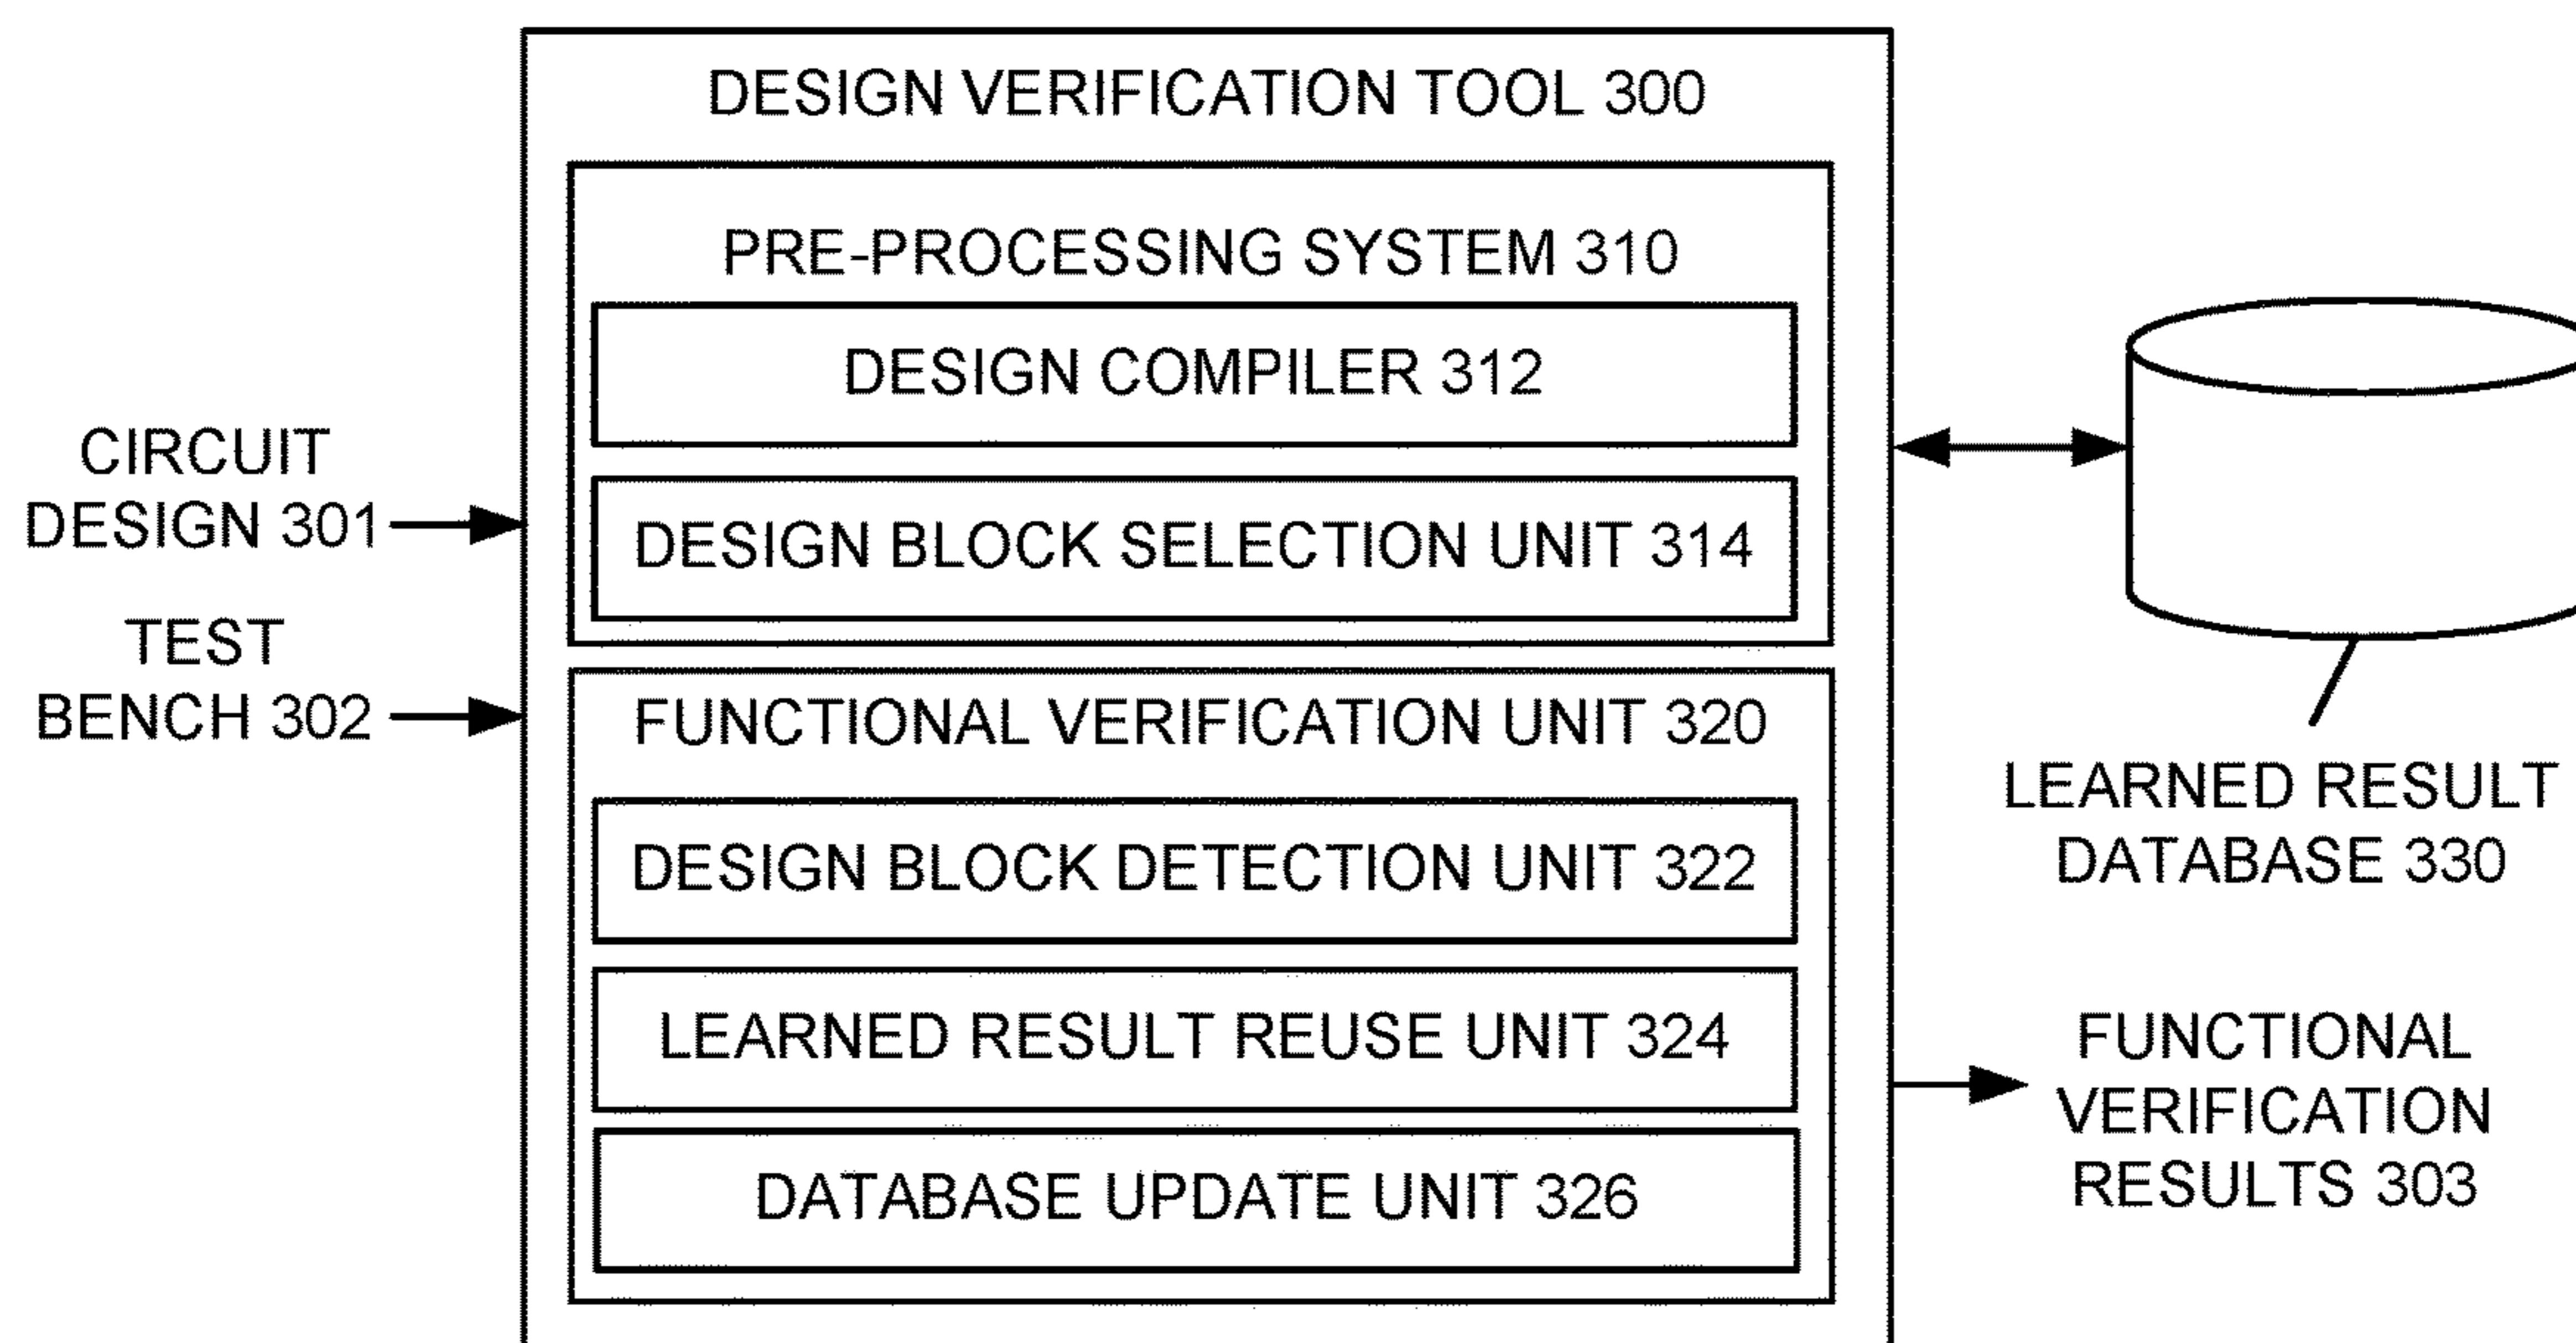 DESIGN VERIFICATION TOOL 300
PRE-PROCESSING SYSTEM 310
DESIGN COMPILER 312
DESIGN BLOCK SELECTION UNIT 314
CIRCUIT
DESIGN 301
TEST
BENCH 302
FUNCTIONAL VERIFICATION UNIT 320
DESIGN BLOCK DETECTION UNIT 322
LEARNED RESULT REUSE UNIT 324
DATABASE UPDATE UNIT 326
LEARNED RESULT
DATABASE 330
FUNCTIONAL
VERIFICATION
RESULTS 303